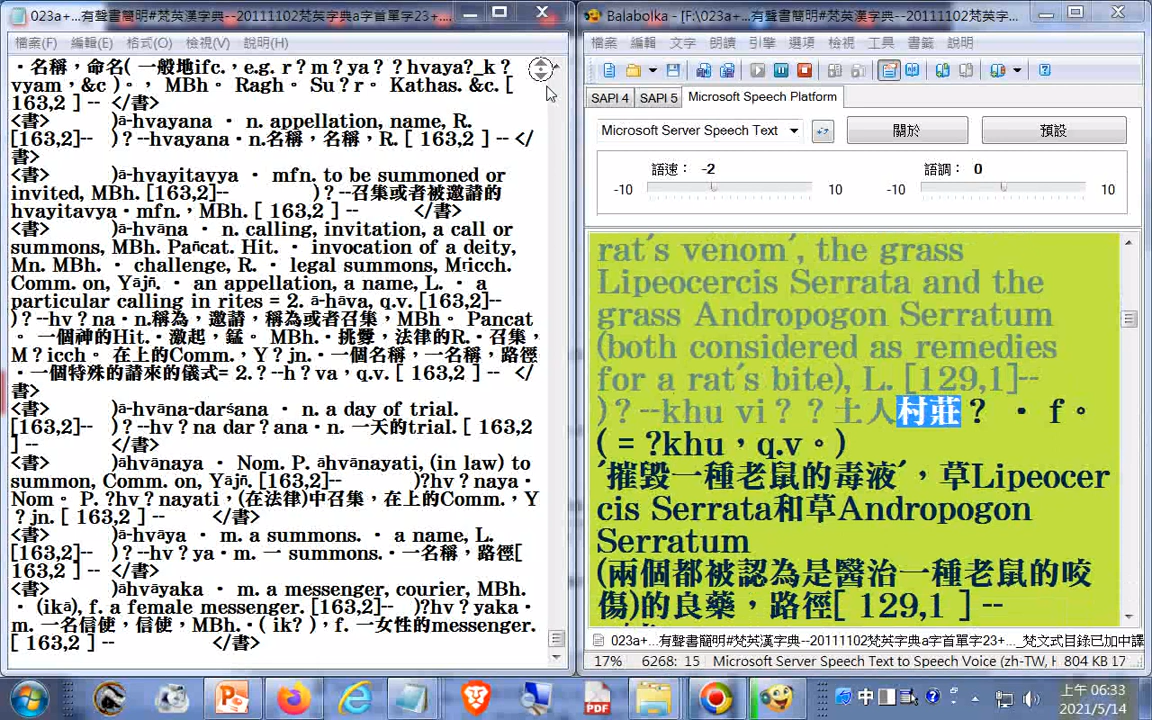 023a+...有聲書簡明#梵英漢字典--20111102梵英字典a字首單字23+...
檔案(F) 編輯(E) 格式(O) 檢視(V) 說明(H)
・名稱，命名( 一般地ifc.，e.g. r？m？ya？？hvaya?_k？
vyam，&c )。， MBh。 Ragh。 Su？r。 Kathas. &c. [
163,2 ] -- </書>
<書> )ā-hvayana ・ n. appellation, name, R.
[163,2]-- )？--hvayana・n.名稱，名稱，R. [ 163,2 ] -- </
書>
<書> )ā-hvayitavya ・ mfn. to be summoned or
invited, MBh. [163,2]-- )？--召集或者被邀請的
hvayitavya・mfn.，MBh. [ 163,2 ] -- </書>
<書> )ā-hvāna ・ n. calling, invitation, a call or
summons, MBh. Pañcat. Hit. ・ invocation of a deity,
Mn. MBh. ・ challenge, R. ・ legal summons, Mṛicch.
Comm. on, Yājñ. ・ an appellation, a name, L. ・ a
particular calling in rites = 2. ā-hāva, q.v. [163,2]--
)？--hv？na・n.稱為，邀請，稱為或者召集，MBh。 Pancat
。 一個神的Hit.・激起，錳。 MBh.・挑釁，法律的R.・召集，
M？icch。 在上的Comm.，Y？jn.・一個名稱，一名稱，路徑
・一個特殊的請來的儀式= 2.？--h？va，q.v. [ 163,2 ] -- </
書>
<書> )ā-hvāna-darśana ・ n. a day of trial.
[163,2]-- )？--hv？na dar？ana・n. 一天的trial. [ 163,2
] -- </書>
<書> )āhvānaya ・ Nom. P. āhvānayati, (in law) to
summon, Comm. on, Yājñ. [163,2]-- )?hv？naya・
Nom。 P. ?hv？nayati，(在法律)中召集，在上的Comm.，Y
？jn. [ 163,2 ] -- </書>
<書> )ā-hvāya ・ m. a summons. ・ a name, L.
[163,2]-- )？--hv？ya・m. 一 summons.・一名稱，路徑[
163,2 ] -- </書>
<書> )āhvāyaka ・ m. a messenger, courier, MBh.
・ (ikā), f. a female messenger. [163,2]-- )?hv？yaka・
m. 一名信使，信使，MBh.・( ik？)，f. 一女性的messenger.
[ 163,2 ] -- </書>
Balabolka - [F:\023a+...有聲書簡明#梵英漢字典--20111102梵英字...
檔案 編輯 文字 朗讀 引擎 選項 檢視 工具 書籤 說明
SAPI 4 SAPI 5 Microsoft Speech Platform
Microsoft Server Speech Text 關於 預設
語速： -2 語調： 0
-10 10 -10 10
rat's venom', the grass
Lipeocercis Serrata and the
grass Andropogon Serratum
(both considered as remedies
for a rat's bite), L. [129,1]--
)？--khu vi？？土人村莊？ ・ f。
( = ?khu，q.v。)
'摧毀一種老鼠的毒液'，草Lipeocer
cis Serrata和草Andropogon
Serratum
(兩個都被認為是醫治一種老鼠的咬
傷)的良藥，路徑[ 129,1 ] --
023a+...有聲書簡明#梵英漢字典--20111102梵英字典a字首單字23+..._梵文式目錄已加中譯
17% 6268: 15 Microsoft Server Speech Text to Speech Voice (zh-TW, H 804 KB 17
中
上午 06:33
2021/5/14